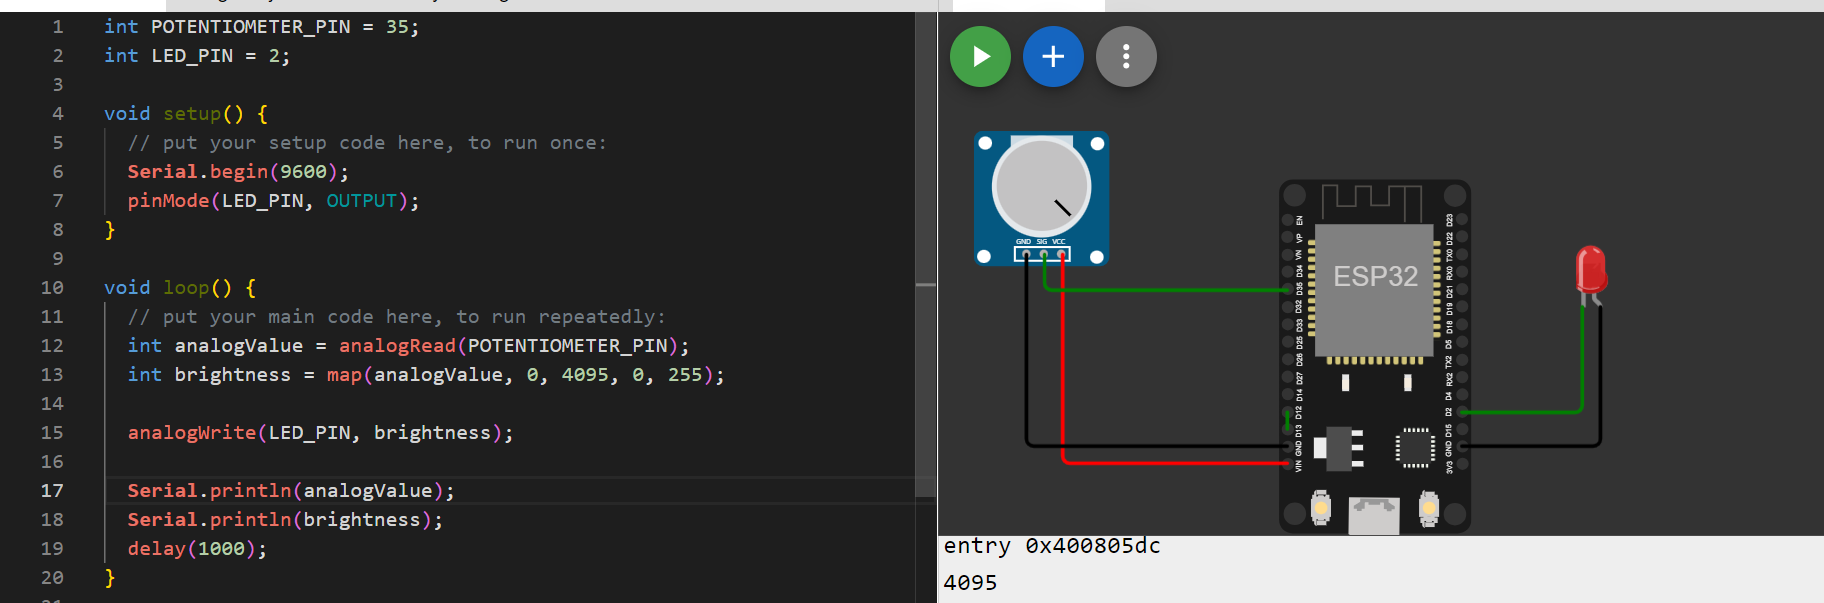 1 int POTENTIOMETER_PIN = 35;
2 int LED_PIN = 2;
3
4 void setup() {
5 // put your setup code here, to run once:
6 Serial.begin(9600);
7 pinMode(LED_PIN, OUTPUT);
8 }
9
10 void loop() {
11 // put your main code here, to run repeatedly:
12 int analogValue = analogRead(POTENTIOMETER_PIN);
13 int brightness = map(analogValue, 0, 4095, 0, 255);
14
15 analogWrite(LED_PIN, brightness);
16
17 Serial.println(analogValue);
18 Serial.println(brightness);
19 delay(1000);
20 }
GND SIG VCC
ESP32
EN
VP
VN
D34
D35
D32
D33
D25
D26
D27
D14
D12
D13
GND
VIN
D23
D22
TX0
RX0
D21
D19
D18
D5
TX2
RX2
D4
D2
D15
GND
3V3
entry 0x400805dc
4095